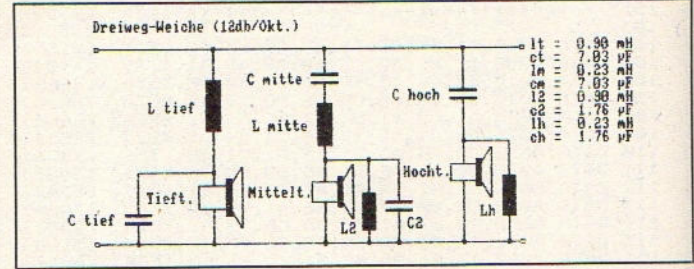 Dreiweg-Weiche (12db/Okt.)
lt = 0.90 mH
ct = 7.03 µF
lm = 0.23 mH
cm = 7.03 µF
l2 = 0.90 mH
c2 = 1.76 µF
lh = 0.23 mH
ch = 1.76 µF
C mitte
C hoch
L tief
L mitte
Tieft.
Mittelt.
Hocht.
C tief
L2
C2
Lh